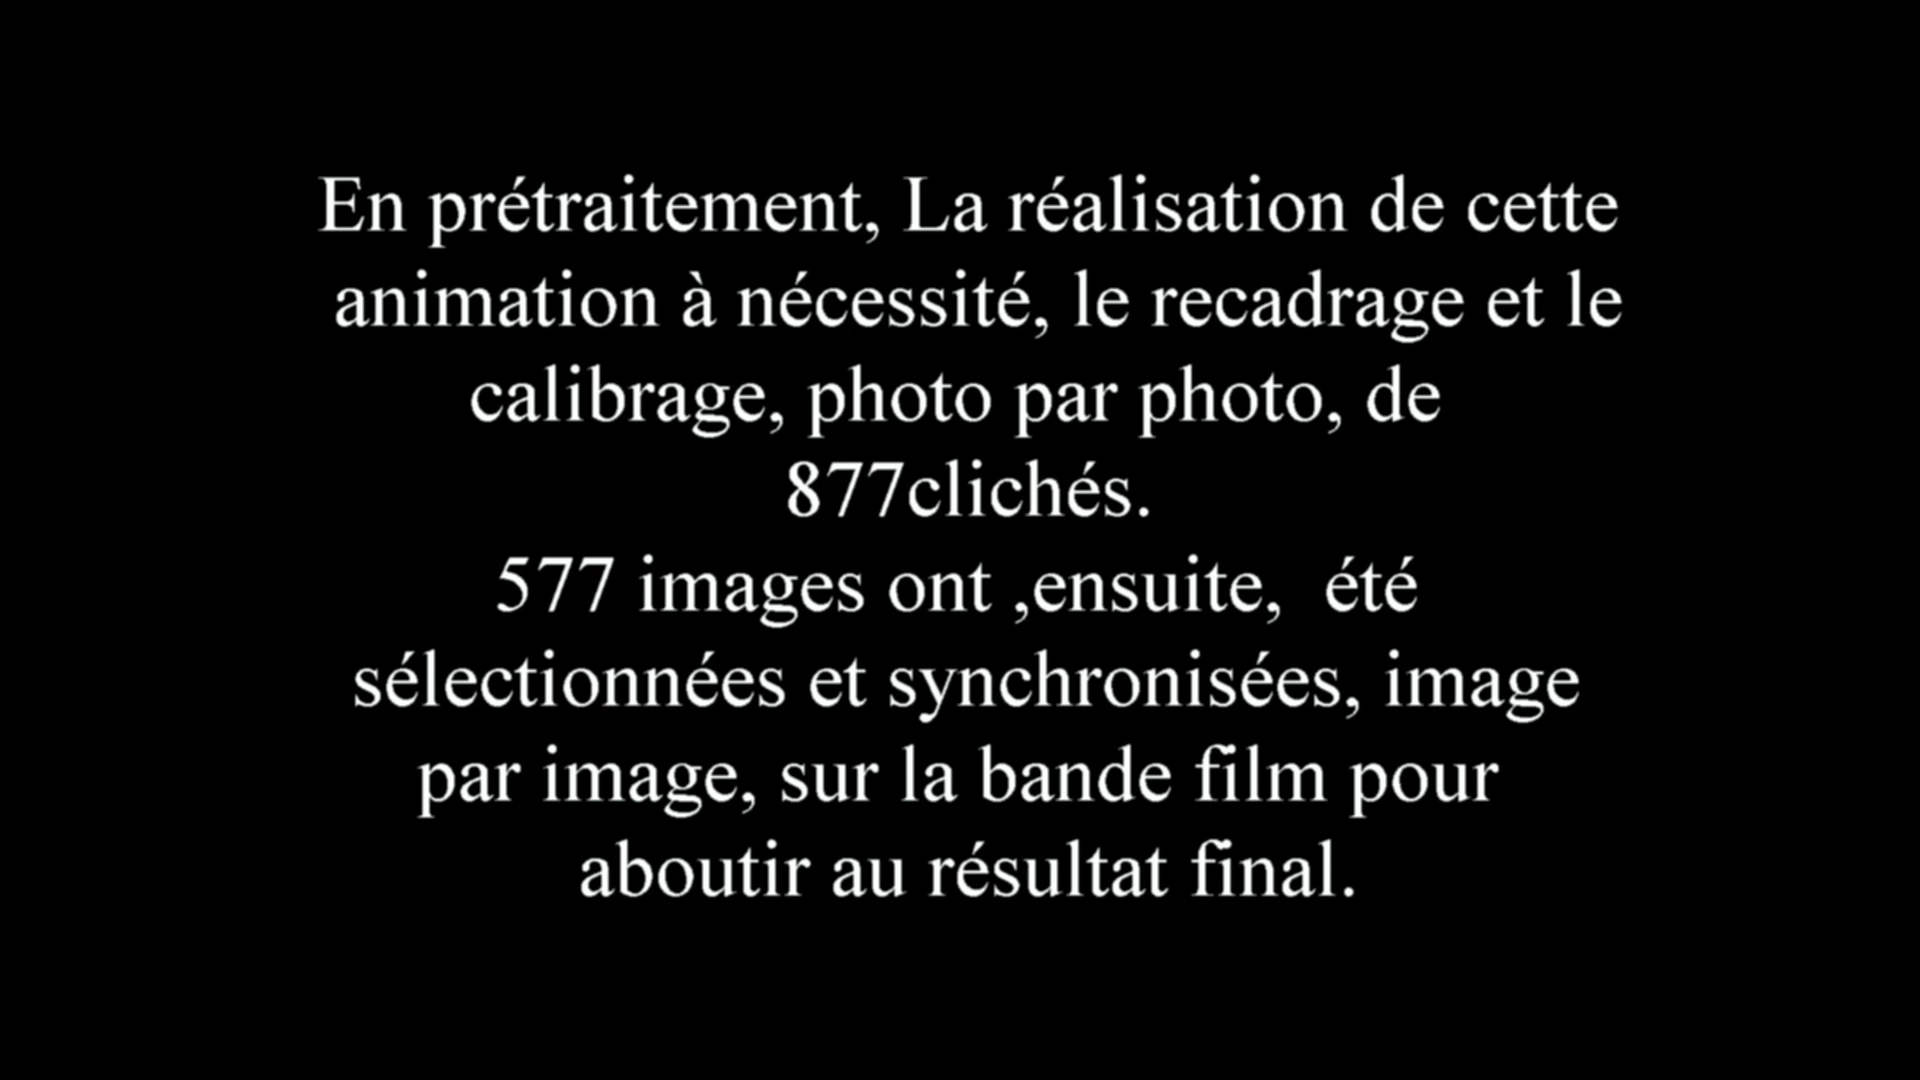 En prétraitement, La réalisation de cette
animation à nécessité, le recadrage et le
calibrage, photo par photo, de
877clichés.
577 images ont ,ensuite,  été
sélectionnées et synchronisées, image
par image, sur la bande film pour
aboutir au résultat final.